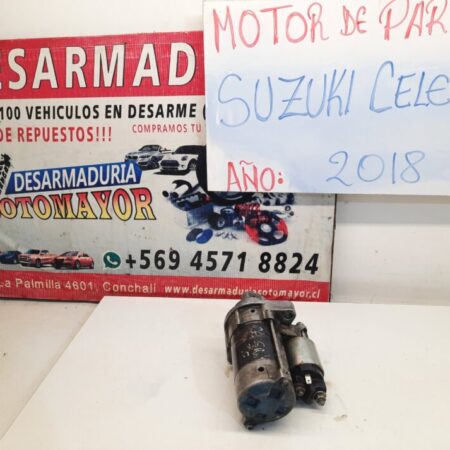 DESARMAD
100 VEHICULOS EN DESARME
DE REPUESTOS!!!
COMPRAMOS TU
DESARMADURIA
SOTOMAYOR
+569 4571 8824
La Palmilla 4601, Conchalí
www.desarmaduriasotomayor.cl
MOTOR DE PAR
SUZUKI CELE
AÑO: 2018